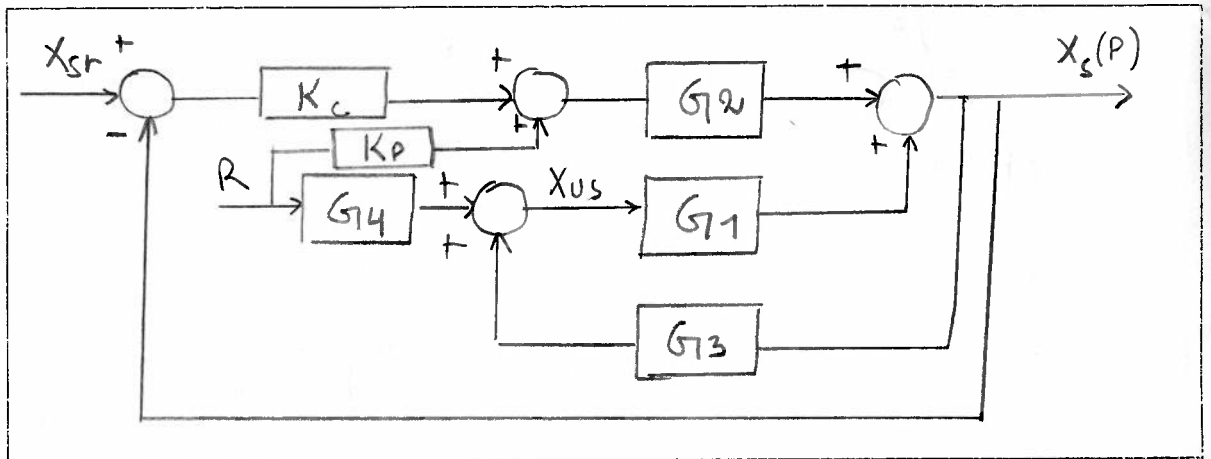 Xsr + Kc + G2 + Xs(P)
- + Kp +
R G4 + XUS G1
+
G3